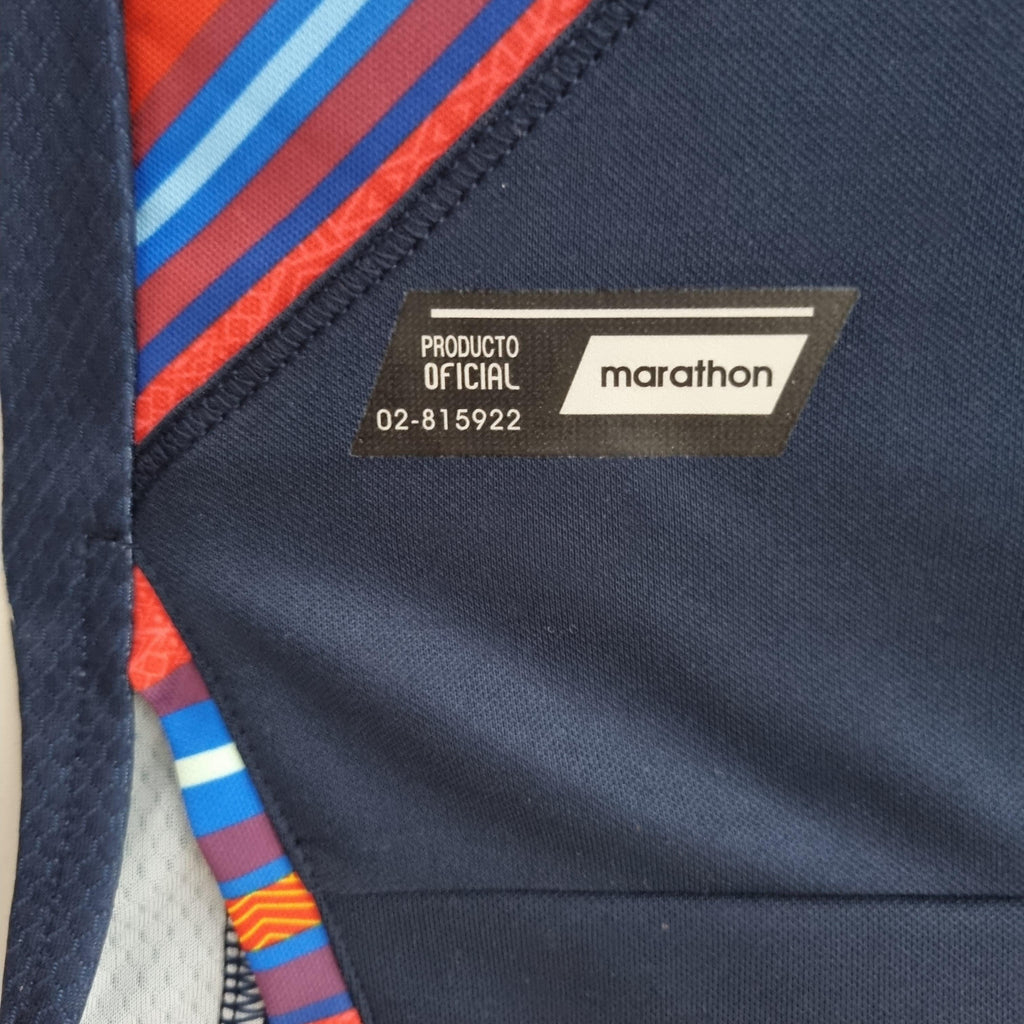 PRODUCTO
OFICIAL
marathon
02-815922